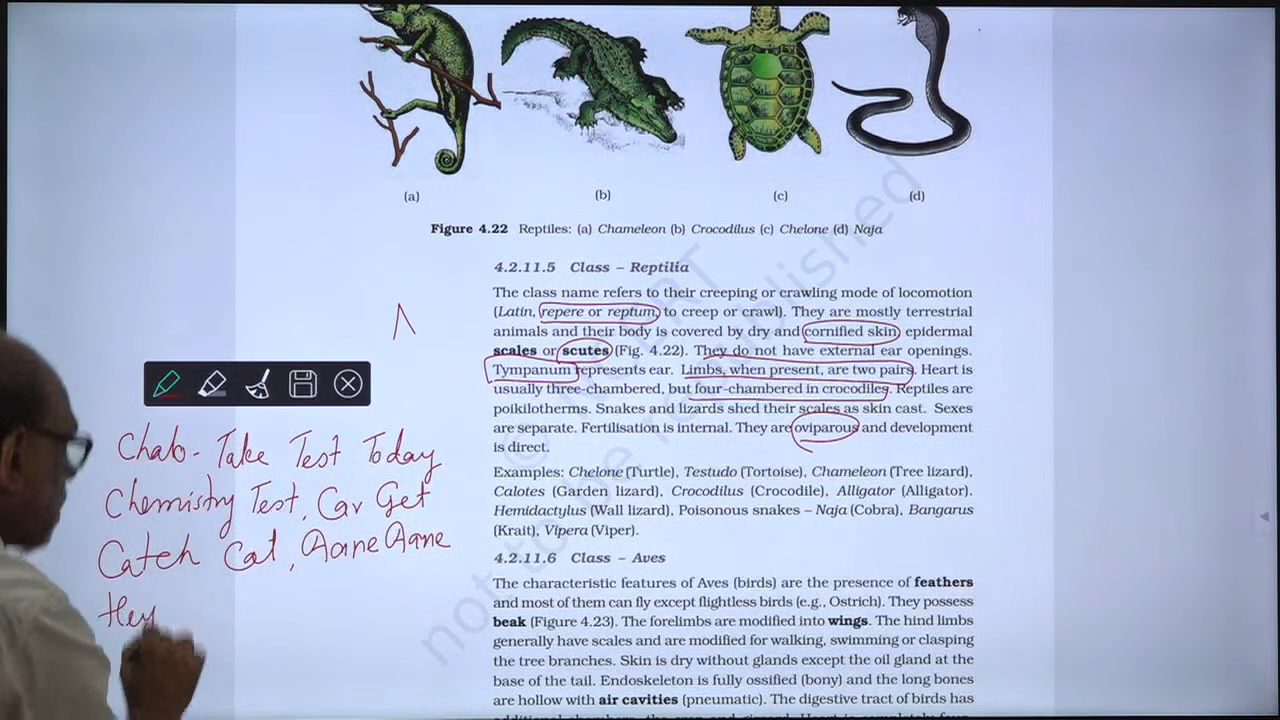 (a) (b) (c) (d)
Figure 4.22 Reptiles: (a) Chameleon (b) Crocodilus (c) Chelone (d) Naja
4.2.11.5 Class – Reptilia
The class name refers to their creeping or crawling mode of locomotion
(Latin, repere or reptum, to creep or crawl). They are mostly terrestrial
animals and their body is covered by dry and cornified skin, epidermal
scales or scutes (Fig. 4.22). They do not have external ear openings.
Tympanum represents ear. Limbs, when present, are two pairs. Heart is
usually three-chambered, but four-chambered in crocodiles. Reptiles are
poikilotherms. Snakes and lizards shed their scales as skin cast. Sexes
are separate. Fertilisation is internal. They are oviparous and development
is direct.
Examples: Chelone (Turtle), Testudo (Tortoise), Chameleon (Tree lizard),
Calotes (Garden lizard), Crocodilus (Crocodile), Alligator (Alligator).
Hemidactylus (Wall lizard), Poisonous snakes – Naja (Cobra), Bangarus
(Krait), Vipera (Viper).
4.2.11.6 Class – Aves
The characteristic features of Aves (birds) are the presence of feathers
and most of them can fly except flightless birds (e.g., Ostrich). They possess
beak (Figure 4.23). The forelimbs are modified into wings. The hind limbs
generally have scales and are modified for walking, swimming or clasping
the tree branches. Skin is dry without glands except the oil gland at the
base of the tail. Endoskeleton is fully ossified (bony) and the long bones
are hollow with air cavities (pneumatic). The digestive tract of birds has
Chalo - Take Test Today
Chemistry Test, Car Get
Catch Cat, Aane Aane
Hey
not to be republished